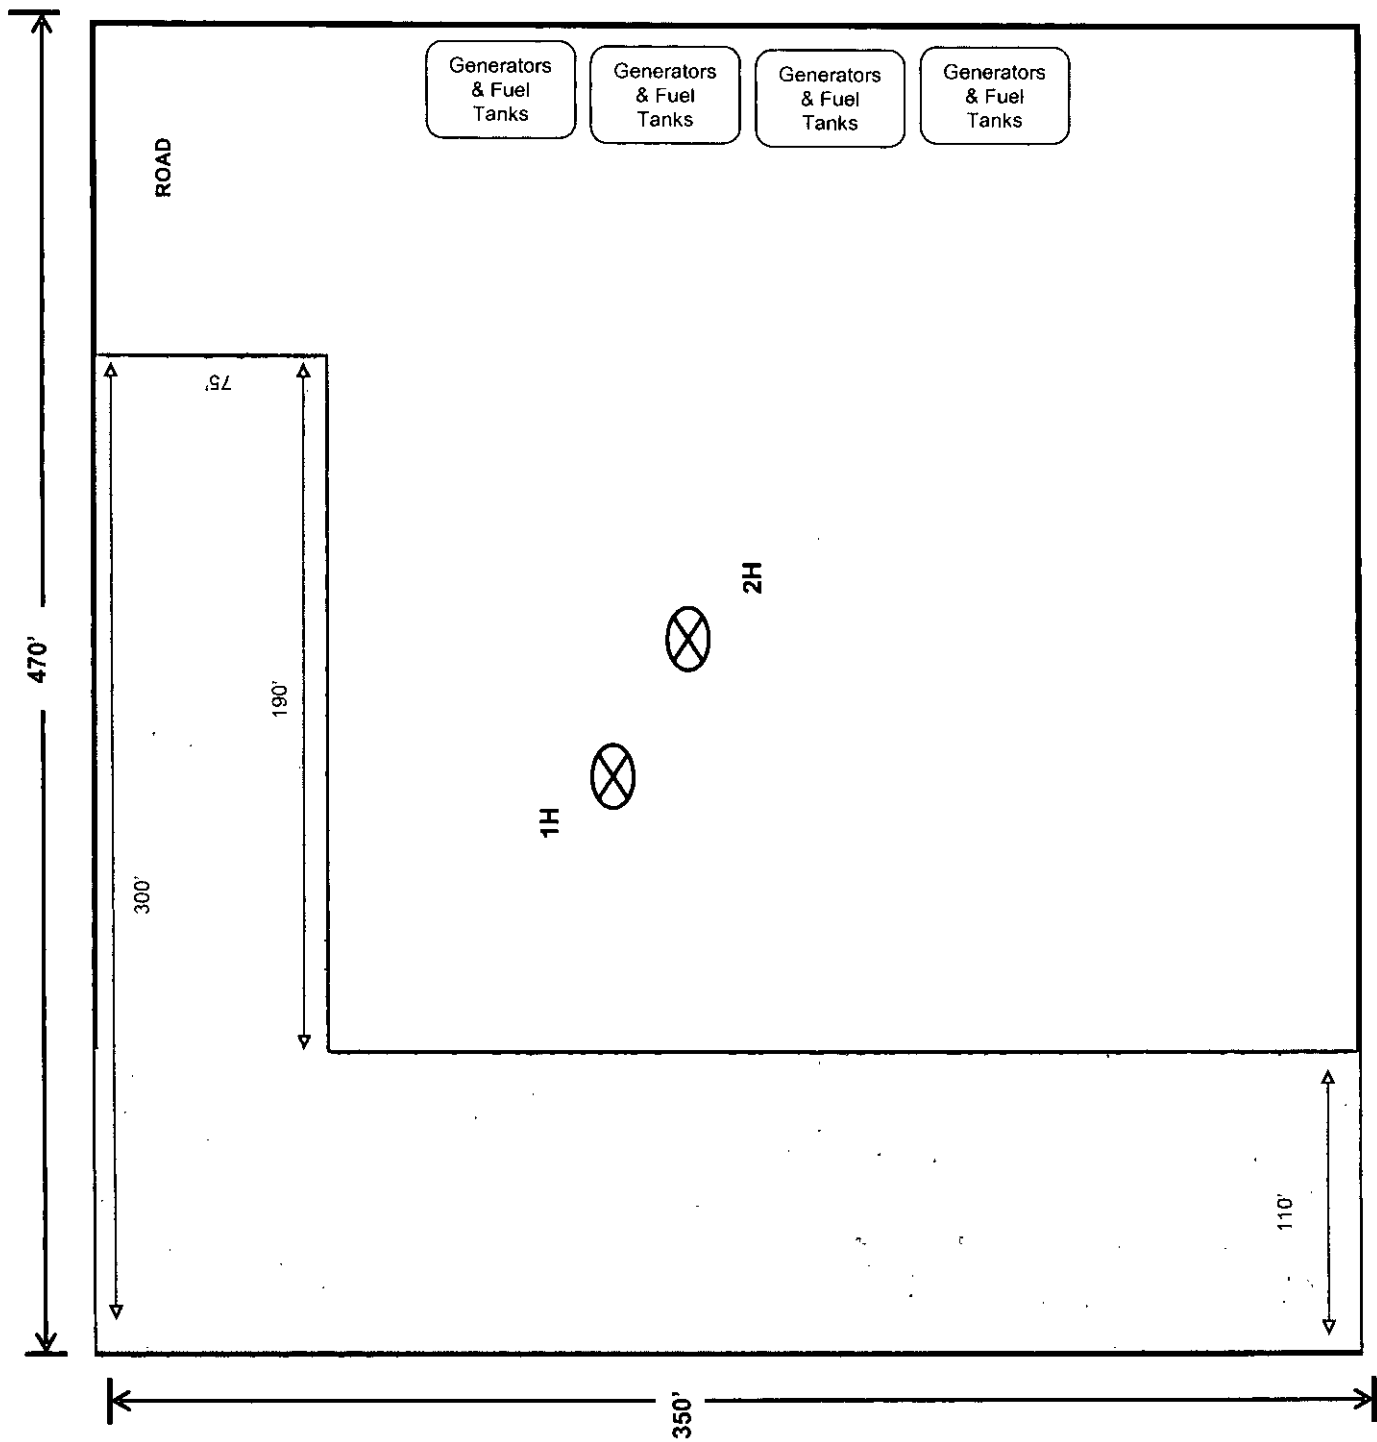 Generators
& Fuel
Tanks
Generators
& Fuel
Tanks
Generators
& Fuel
Tanks
Generators
& Fuel
Tanks
ROAD
75'
470'
190'
300'
2H
1H
110'
350'